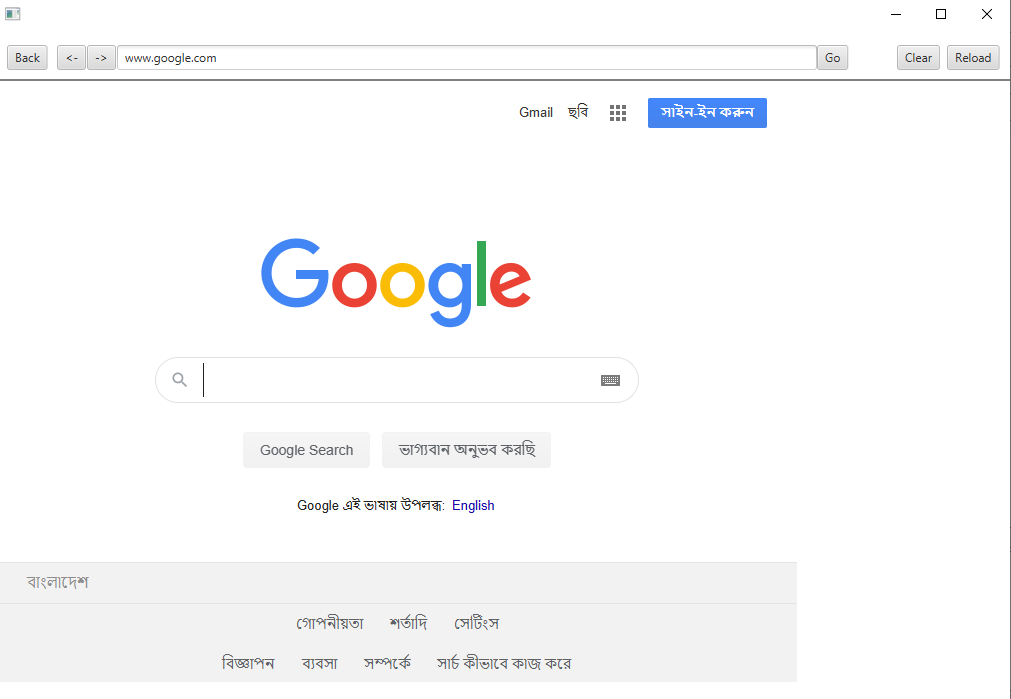 Back <- -> www.google.com Go Clear Reload
Gmail ছবি সাইন-ইন করুন
Google
Google Search ভাগ্যবান অনুভব করছি
Google এই ভাষায় উপলব্ধ: English
বাংলাদেশ
গোপনীয়তা শর্তাদি সেটিংস
বিজ্ঞাপন ব্যবসা সম্পর্কে সার্চ কীভাবে কাজ করে